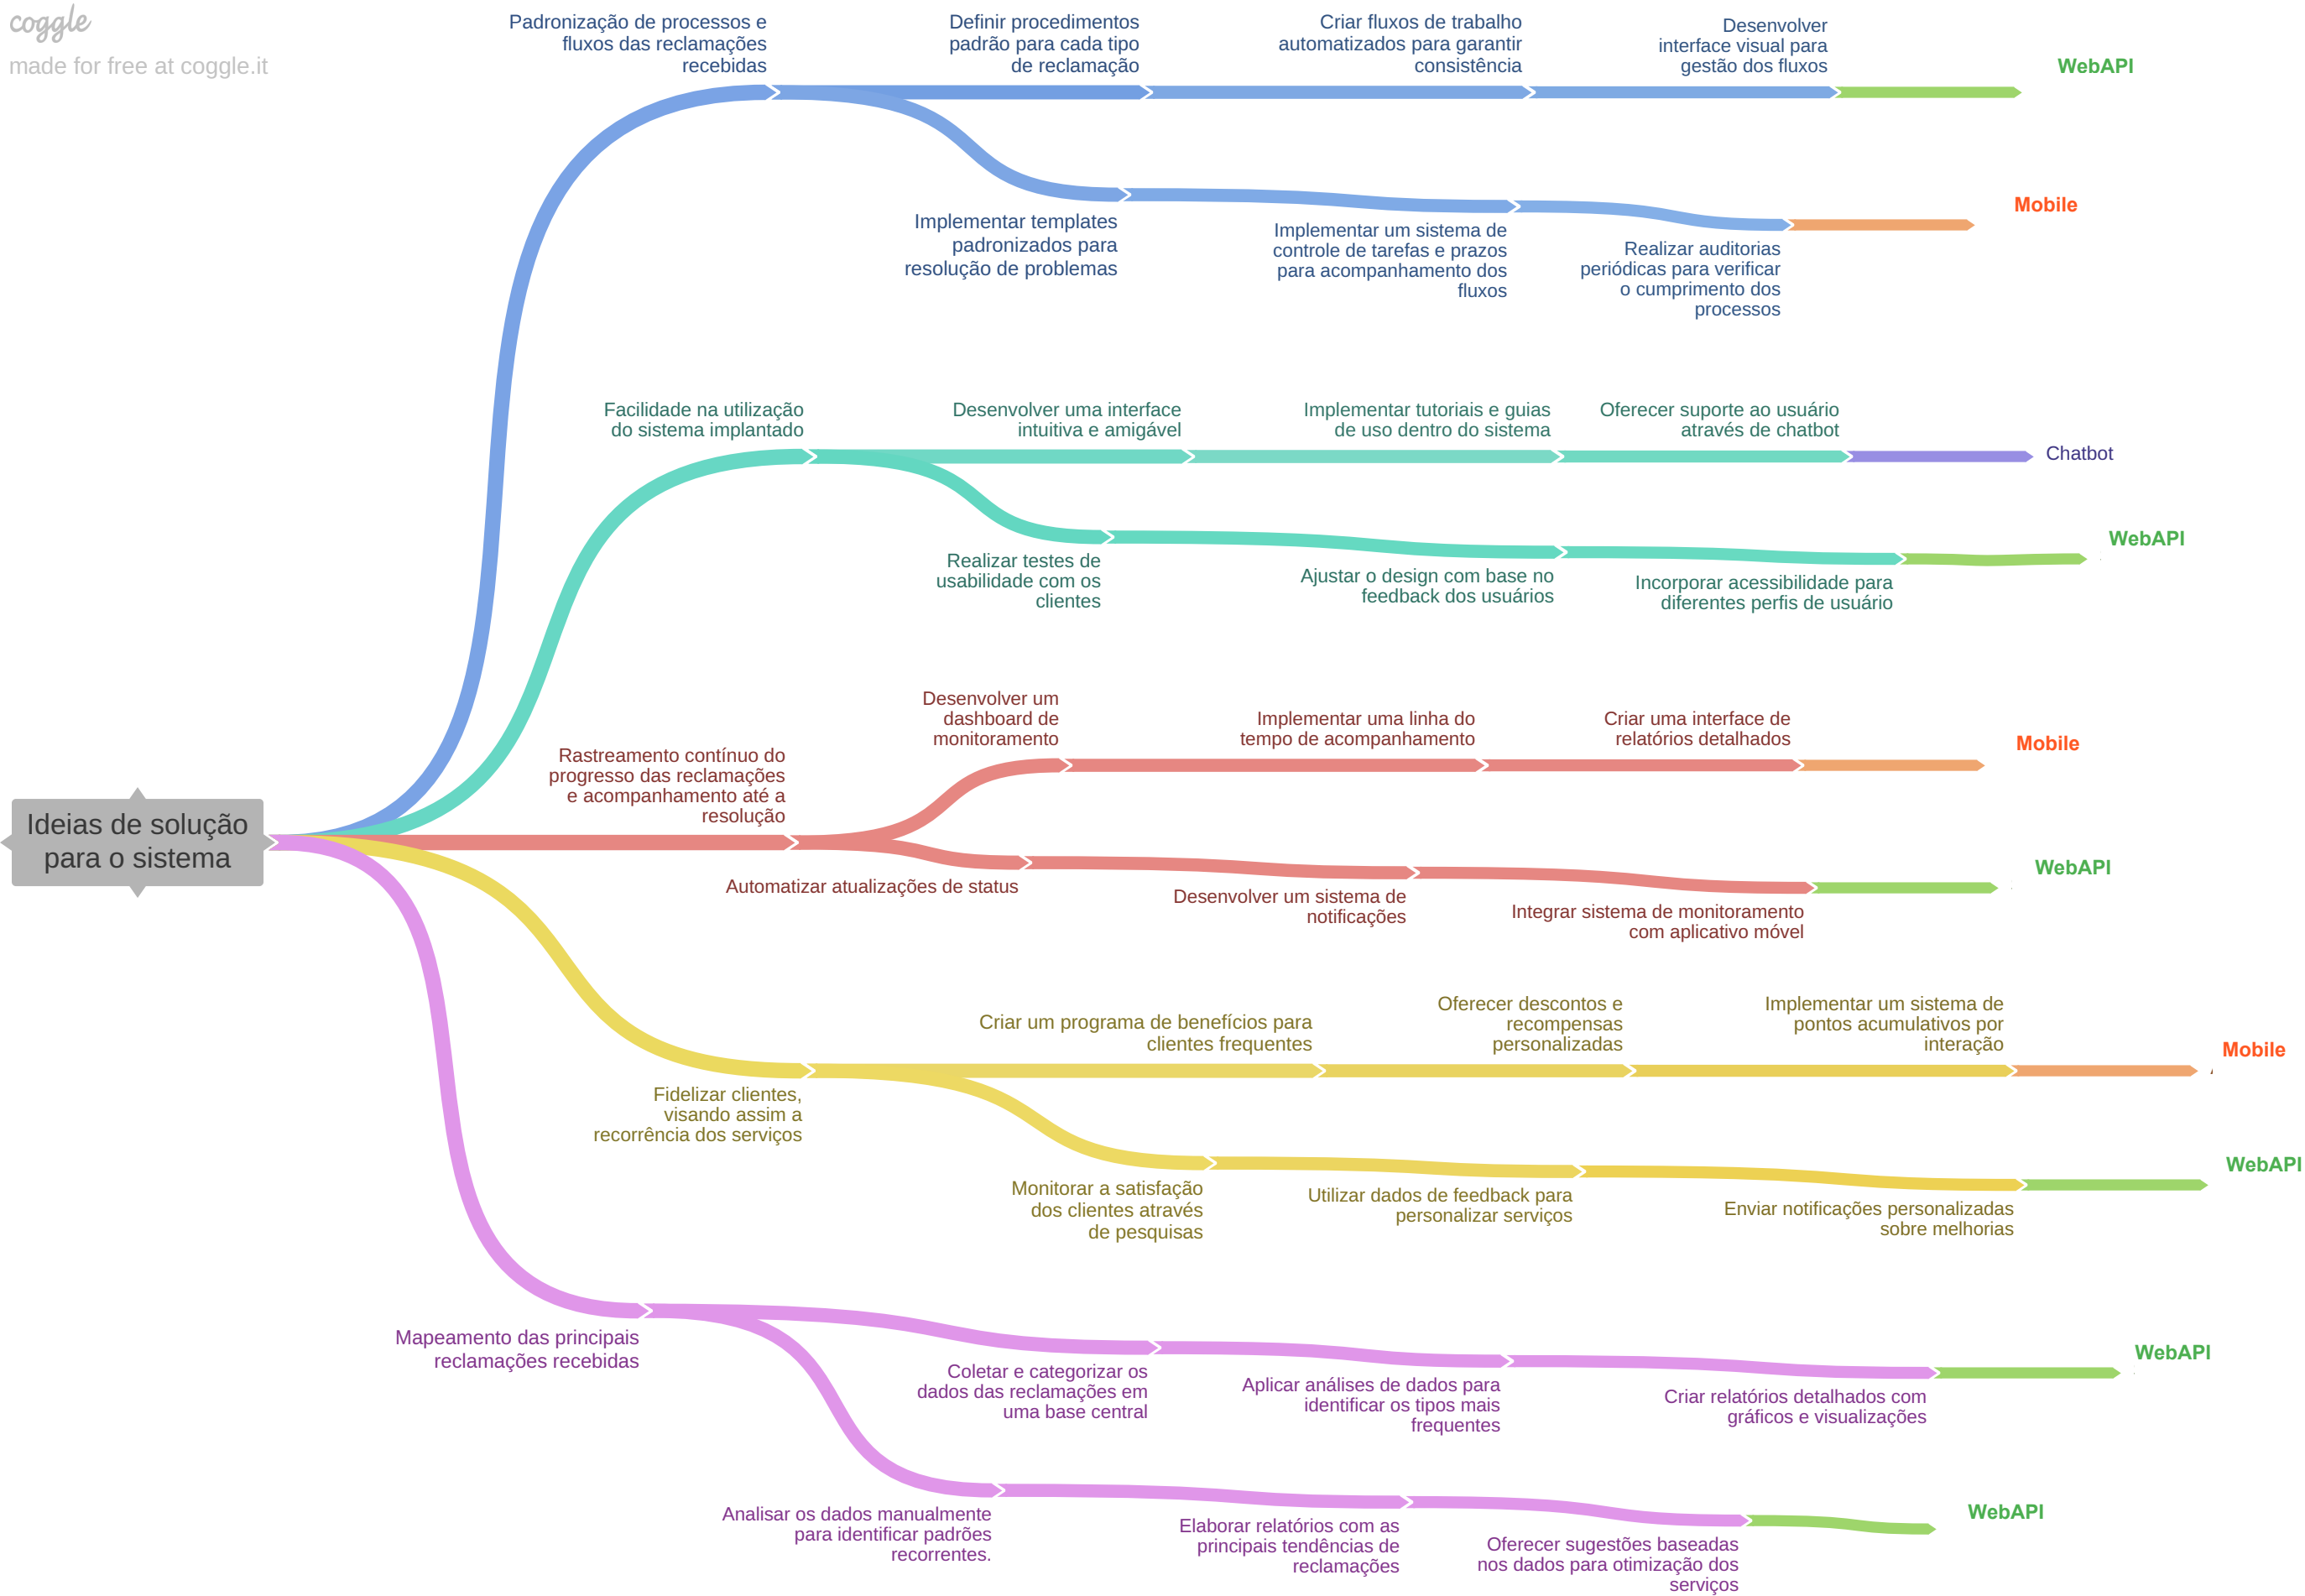 coggle
made for free at coggle.it
Padronização de processos e
fluxos das reclamações
recebidas
Definir procedimentos
padrão para cada tipo
de reclamação
Criar fluxos de trabalho
automatizados para garantir
consistência
Desenvolver
interface visual para
gestão dos fluxos
WebAPI
Implementar templates
padronizados para
resolução de problemas
Implementar um sistema de
controle de tarefas e prazos
para acompanhamento dos
fluxos
Realizar auditorias
periódicas para verificar
o cumprimento dos
processos
Mobile
Facilidade na utilização
do sistema implantado
Desenvolver uma interface
intuitiva e amigável
Implementar tutoriais e guias
de uso dentro do sistema
Oferecer suporte ao usuário
através de chatbot
Chatbot
Realizar testes de
usabilidade com os
clientes
Ajustar o design com base no
feedback dos usuários
Incorporar acessibilidade para
diferentes perfis de usuário
WebAPI
Ideias de solução
para o sistema
Rastreamento contínuo do
progresso das reclamações
e acompanhamento até a
resolução
Desenvolver um
dashboard de
monitoramento
Implementar uma linha do
tempo de acompanhamento
Criar uma interface de
relatórios detalhados
Mobile
Automatizar atualizações de status
Desenvolver um sistema de
notificações
Integrar sistema de monitoramento
com aplicativo móvel
WebAPI
Fidelizar clientes,
visando assim a
recorrência dos serviços
Criar um programa de benefícios para
clientes frequentes
Oferecer descontos e
recompensas
personalizadas
Implementar um sistema de
pontos acumulativos por
interação
Mobile
Monitorar a satisfação
dos clientes através
de pesquisas
Utilizar dados de feedback para
personalizar serviços
Enviar notificações personalizadas
sobre melhorias
WebAPI
Mapeamento das principais
reclamações recebidas
Coletar e categorizar os
dados das reclamações em
uma base central
Aplicar análises de dados para
identificar os tipos mais
frequentes
Criar relatórios detalhados com
gráficos e visualizações
WebAPI
Analisar os dados manualmente
para identificar padrões
recorrentes.
Elaborar relatórios com as
principais tendências de
reclamações
Oferecer sugestões baseadas
nos dados para otimização dos
serviços
WebAPI